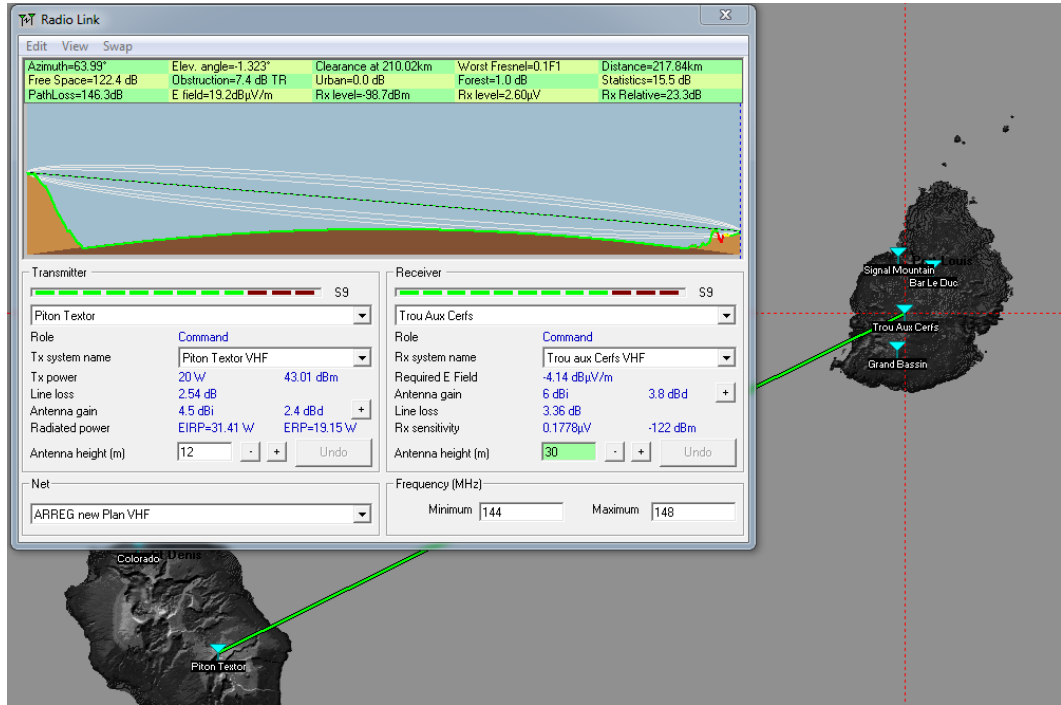 Radio Link
X
Edit View Swap
Azimuth=63.99° Elev. angle=-1.323° Clearance at 210.02km Worst Fresnel=0.1F1 Distance=217.84km
Free Space=122.4 dB Obstruction=7.4 dB TR Urban=0.0 dB Forest=1.0 dB Statistics=15.5 dB
PathLoss=146.3dB E field=19.2dBµV/m Rx level=-98.7dBm Rx level=2.60µV Rx Relative=23.3dB
Transmitter
S9
Piton Textor
Role Command
Tx system name Piton Textor VHF
Tx power 20 W 43.01 dBm
Line loss 2.54 dB
Antenna gain 4.5 dBi 2.4 dBd +
Radiated power EIRP=31.41 W ERP=19.15 W
Antenna height (m) 12 - + Undo
Net
ARREG new Plan VHF
Receiver
S9
Trou Aux Cerfs
Role Command
Rx system name Trou aux Cerfs VHF
Required E Field -4.14 dBµV/m
Antenna gain 6 dBi 3.8 dBd +
Line loss 3.36 dB
Rx sensitivity 0.1778µV -122 dBm
Antenna height (m) 30 - + Undo
Frequency (MHz)
Minimum 144 Maximum 148
Louis
Signal Mountain
Bar Le Duc
Trou Aux Cerfs
Grand Bassin
Denis
Colorado
Piton Textor